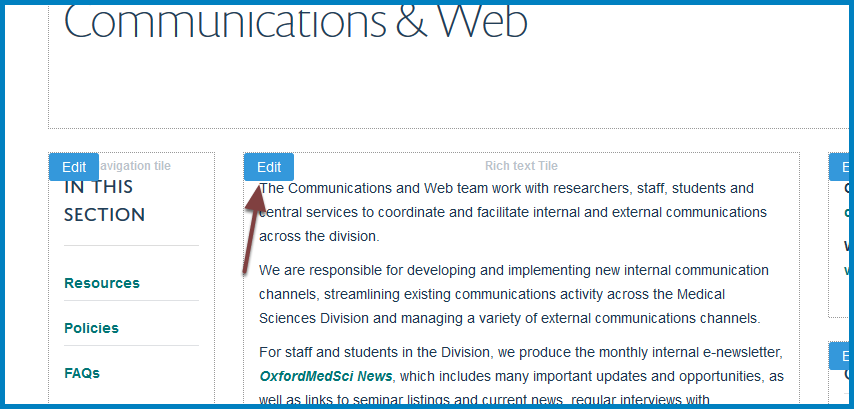 Communications & Web
Edit
avigation tile
IN THIS
SECTION
Resources
Policies
FAQs
Edit
Rich text Tile
The Communications and Web team work with researchers, staff, students and
central services to coordinate and facilitate internal and external communications
across the division.
We are responsible for developing and implementing new internal communication
channels, streamlining existing communications activity across the Medical
Sciences Division and managing a variety of external communications channels.
For staff and students in the Division, we produce the monthly internal e-newsletter,
OxfordMedSci News, which includes many important updates and opportunities, as
well as links to seminar listings and current news, regular interviews with